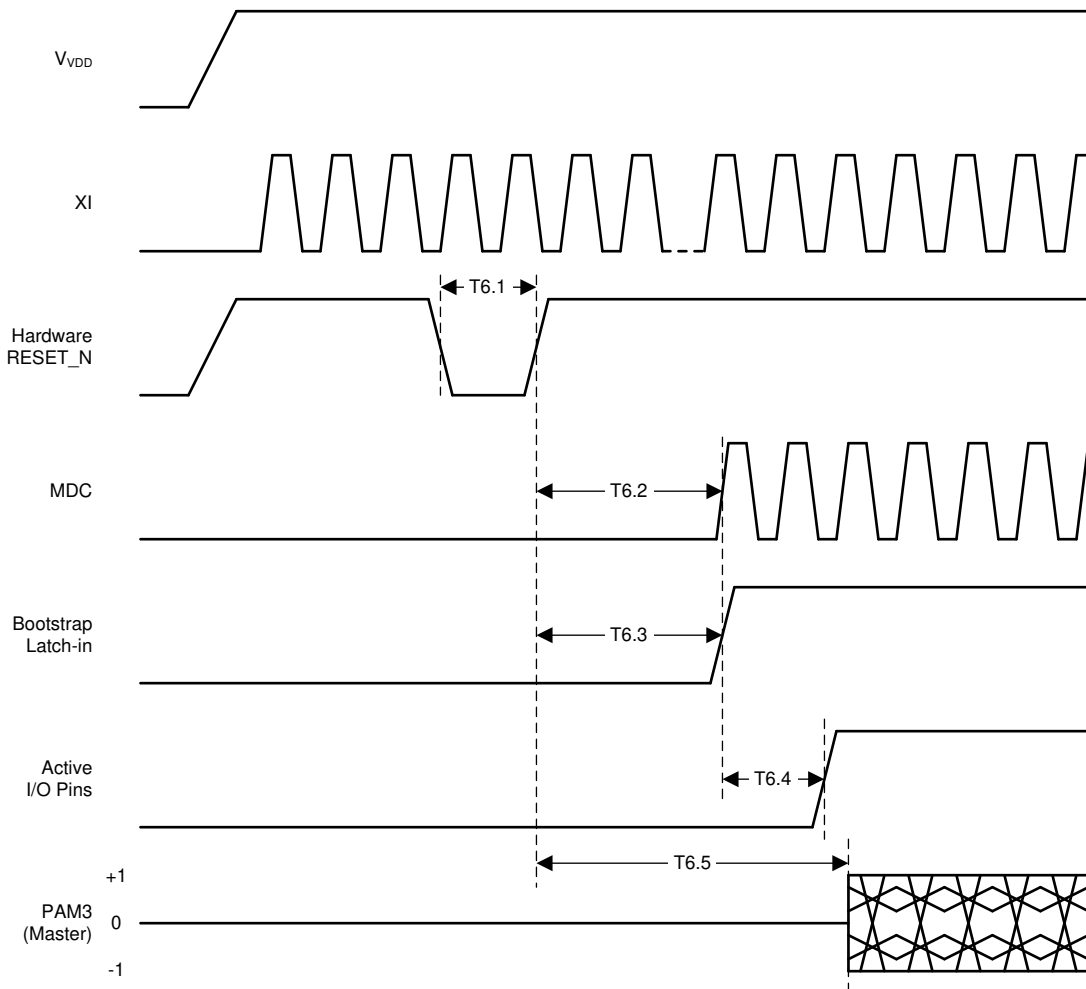 VVDD
XI
T6.1
Hardware
RESET_N
MDC
T6.2
Bootstrap
Latch-in
T6.3
Active
I/O Pins
T6.4
T6.5
+1
PAM3
(Master)
0
-1